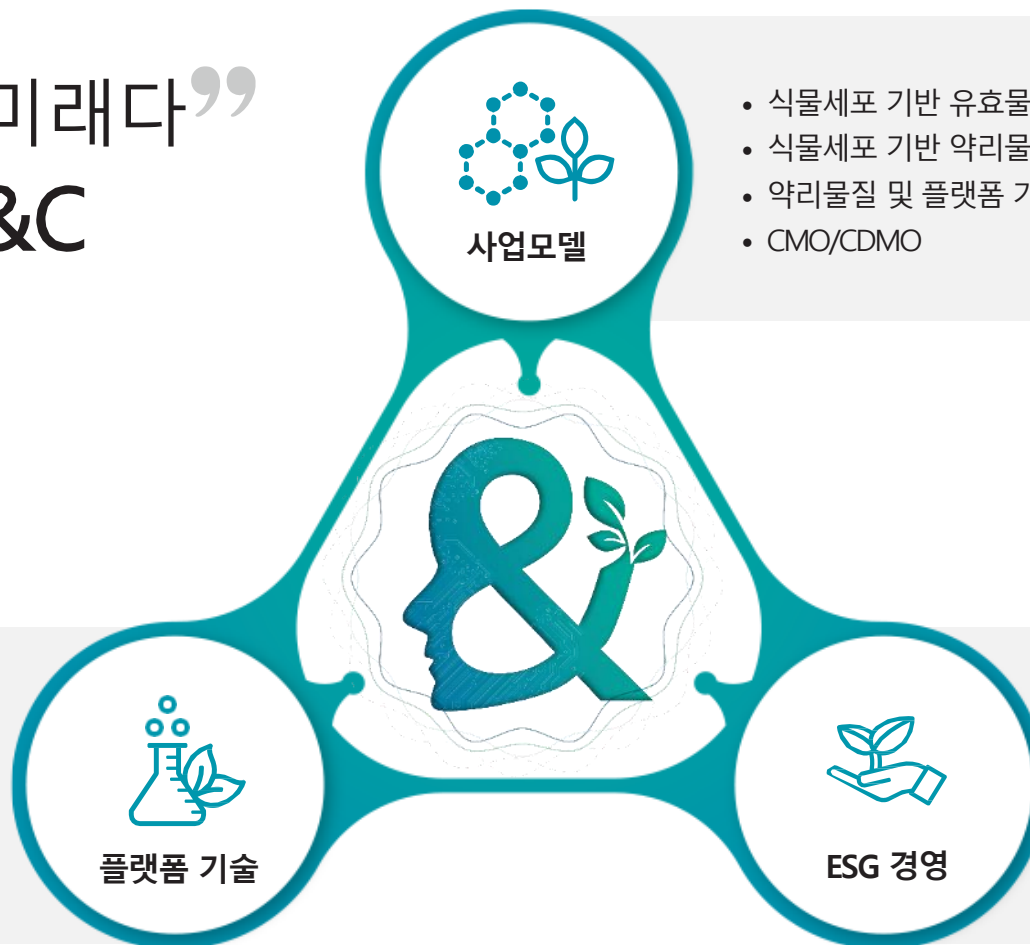 미래다”
&C
• 식물세포 기반 유효물
• 식물세포 기반 약리물
• 약리물질 및 플랫폼
• CMO/CDMO
사업모델
&
플랫폼 기술
ESG 경영